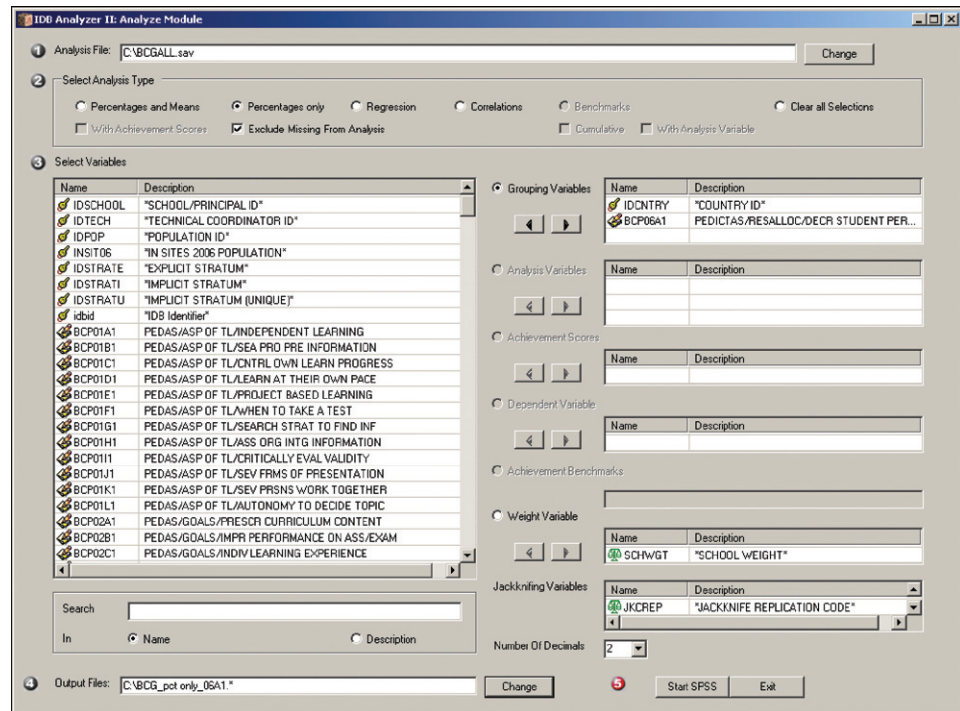 IDB Analyzer II: Analyze Module
1 Analysis File: C:\BCGALL.sav Change
2 Select Analysis Type
Percentages and Means Percentages only Regression Correlations Benchmarks Clear all Selections
With Achievement Scores Exclude Missing From Analysis Cumulative With Analysis Variable
3 Select Variables
Name Description
IDSCHOOL "SCHOOL/PRINCIPAL ID"
IDTECH "TECHNICAL COORDINATOR ID"
IDPOP "POPULATION ID"
INSIT06 "IN SITES 2006 POPULATION"
IDSTRATE "EXPLICIT STRATUM"
IDSTRATI "IMPLICIT STRATUM"
IDSTRATU "IMPLICIT STRATUM (UNIQUE)"
idbid "IDB Identifier"
BCP01A1 PEDAS/ASP OF TL/INDEPENDENT LEARNING
BCP01B1 PEDAS/ASP OF TL/SEA PRO PRE INFORMATION
BCP01C1 PEDAS/ASP OF TL/CNTRL OWN LEARN PROGRESS
BCP01D1 PEDAS/ASP OF TL/LEARN AT THEIR OWN PACE
BCP01E1 PEDAS/ASP OF TL/PROJECT BASED LEARNING
BCP01F1 PEDAS/ASP OF TL/WHEN TO TAKE A TEST
BCP01G1 PEDAS/ASP OF TL/SEARCH STRAT TO FIND INF
BCP01H1 PEDAS/ASP OF TL/ASS ORG INTG INFORMATION
BCP01I1 PEDAS/ASP OF TL/CRITICALLY EVAL VALIDITY
BCP01J1 PEDAS/ASP OF TL/SEV FRMS OF PRESENTATION
BCP01K1 PEDAS/ASP OF TL/SEV PRSNS WORK TOGETHER
BCP01L1 PEDAS/ASP OF TL/AUTONOMY TO DECIDE TOPIC
BCP02A1 PEDAS/GOALS/PRESCR CURRICULUM CONTENT
BCP02B1 PEDAS/GOALS/IMPR PERFORMANCE ON ASS/EXAM
BCP02C1 PEDAS/GOALS/INDIV LEARNING EXPERIENCE
Search
In Name Description
Grouping Variables
Name Description
IDCNTRY "COUNTRY ID"
BCP06A1 PEDICTAS/RESALLOC/DECR STUDENT PER...
Analysis Variables
Name Description
Achievement Scores
Name Description
Dependent Variable
Name Description
Achievement Benchmarks
Weight Variable
Name Description
SCHWGT "SCHOOL WEIGHT"
Jackknifing Variables
Name Description
JKCREP "JACKKNIFE REPLICATION CODE"
Number Of Decimals 2
4 Output Files: C:\BCG_pct only_06A1.* Change
5 Start SPSS Exit